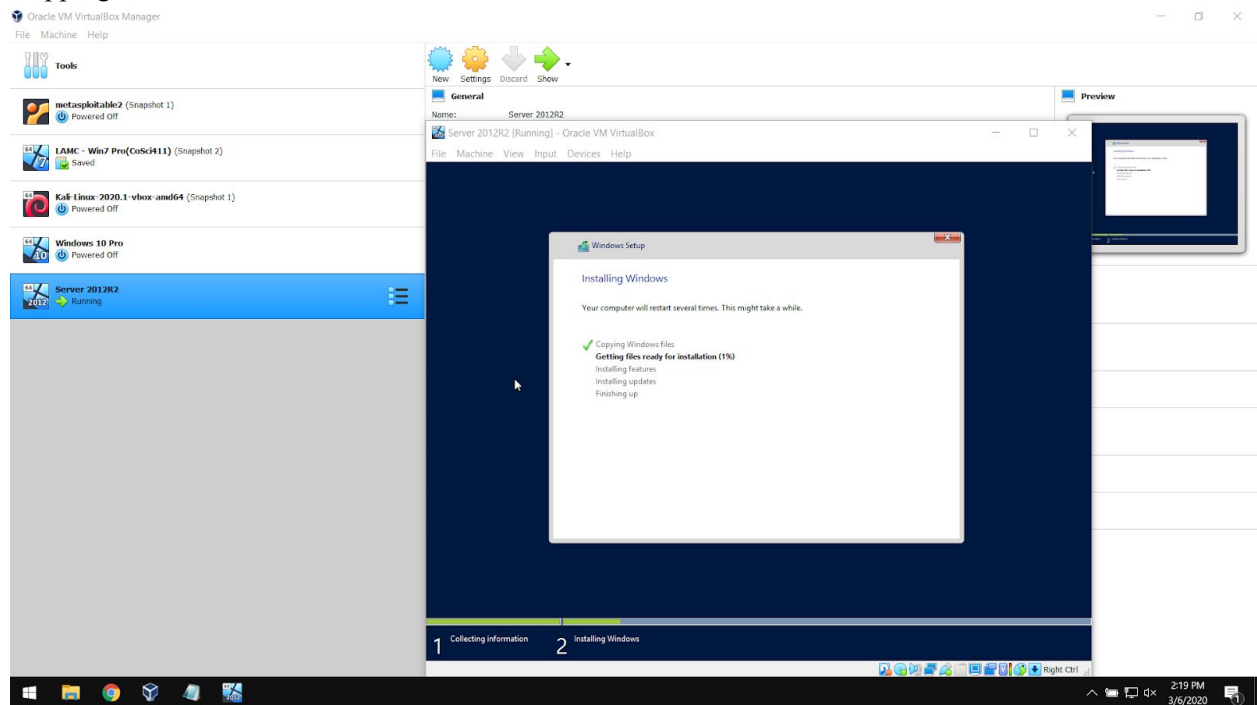 Oracle VM VirtualBox Manager
File Machine Help
Tools
New Settings Discard Show
metasploitable2 (Snapshot 1)
Powered Off
LAMC - Win7 Pro(CoSci411) (Snapshot 2)
Saved
Kali-Linux-2020.1-vbox-amd64 (Snapshot 1)
Powered Off
Windows 10 Pro
Powered Off
Server 2012R2
Running
General
Name: Server 2012R2
Preview
Server 2012R2 [Running] - Oracle VM VirtualBox
File Machine View Input Devices Help
Windows Setup
Installing Windows
Your computer will restart several times. This might take a while.
Copying Windows files
Getting files ready for installation (1%)
Installing features
Installing updates
Finishing up
1 Collecting information 2 Installing Windows
Right Ctrl
2:19 PM
3/6/2020